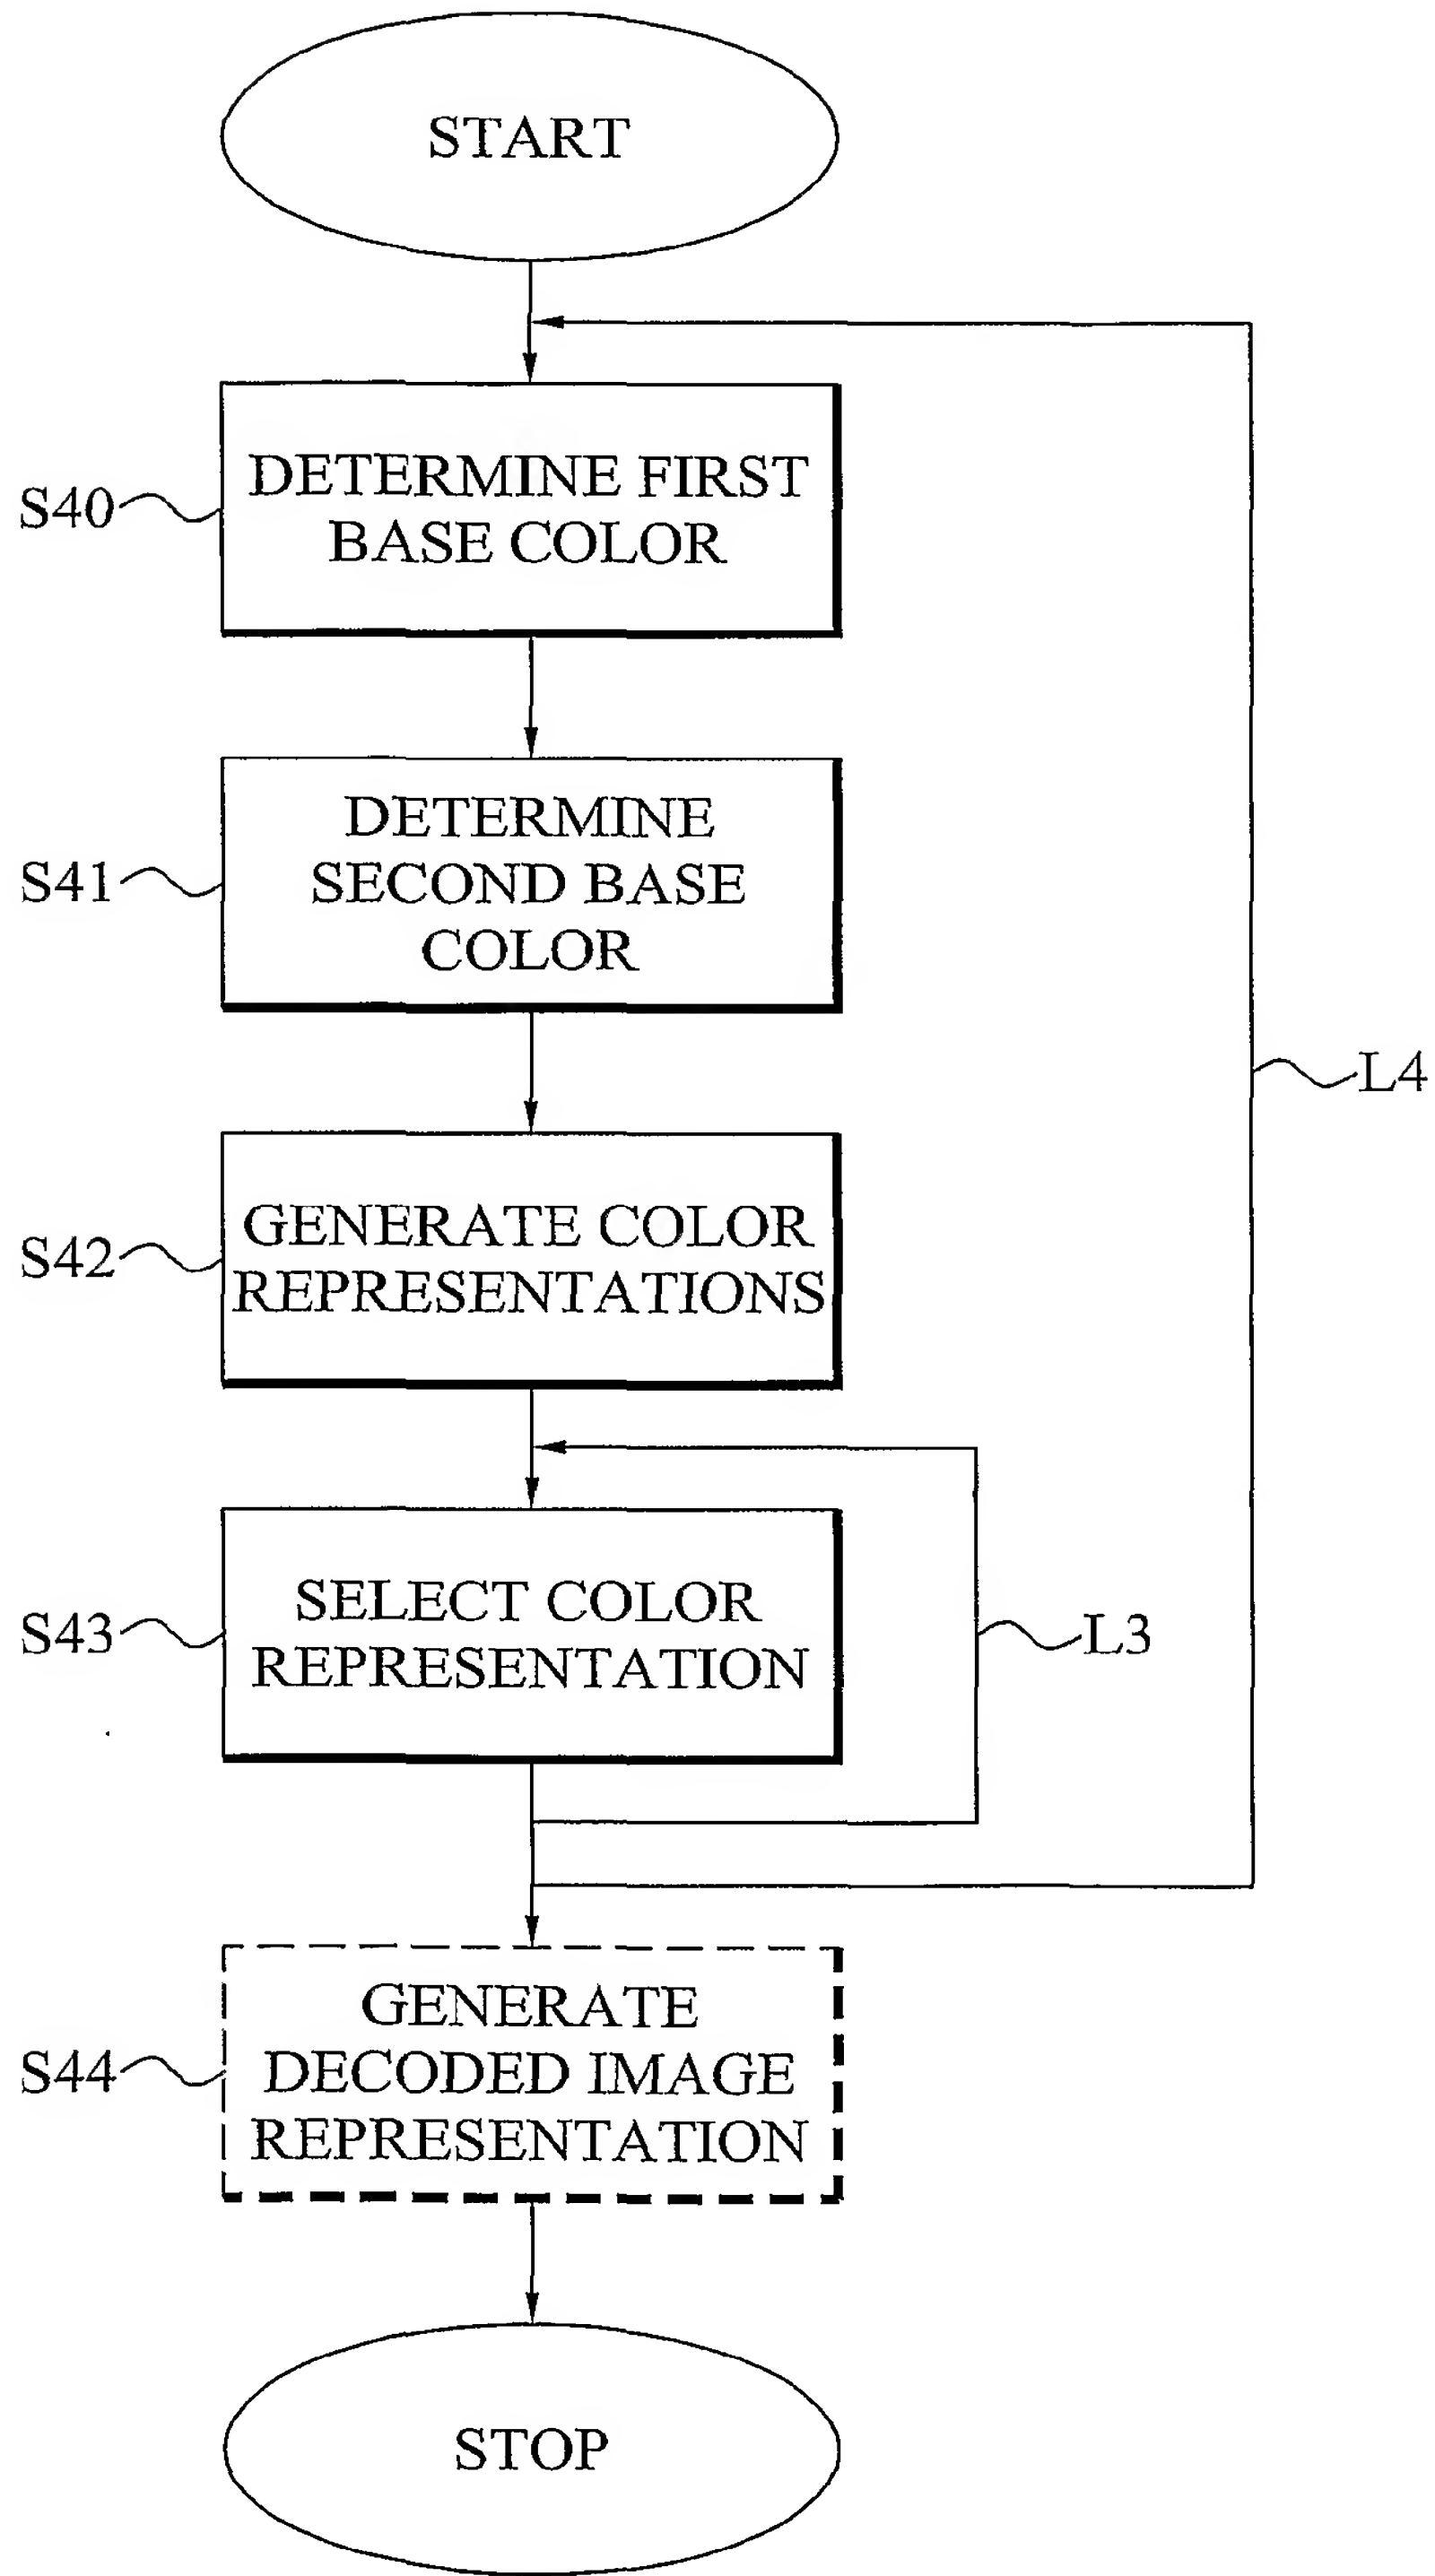 START
DETERMINE FIRST
BASE COLOR
S40
DETERMINE
SECOND BASE
COLOR
S41
L4
GENERATE COLOR
REPRESENTATIONS
S42
SELECT COLOR
REPRESENTATION
S43
L3
GENERATE
DECODED IMAGE
REPRESENTATION
S44
STOP